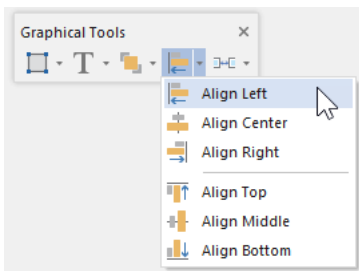 Graphical Tools
T
Align Left
Align Center
Align Right
Align Top
Align Middle
Align Bottom